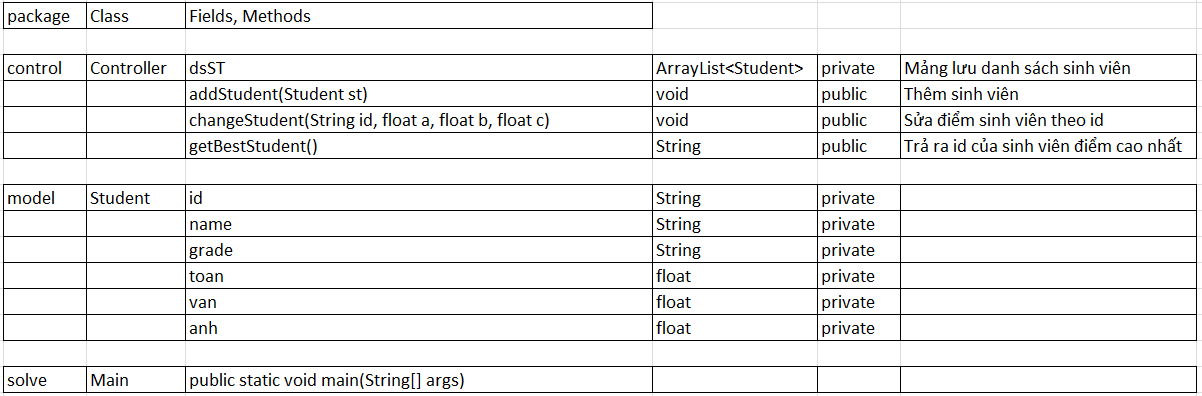 package Class Fields, Methods
control Controller dsST ArrayList<Student> private Mảng lưu danh sách sinh viên
addStudent(Student st) void public Thêm sinh viên
changeStudent(String id, float a, float b, float c) void public Sửa điểm sinh viên theo id
getBestStudent() String public Trả ra id của sinh viên điểm cao nhất
model Student id String private
name String private
grade String private
toan float private
van float private
anh float private
solve Main public static void main(String[] args)